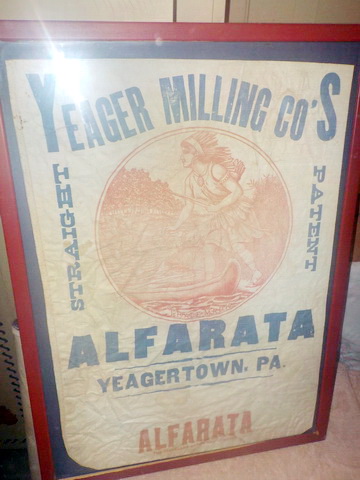 YEAGER MILLING CO'S
STRAIGHT
PATENT
ALFARATA
YEAGERTOWN, PA.
ALFARATA